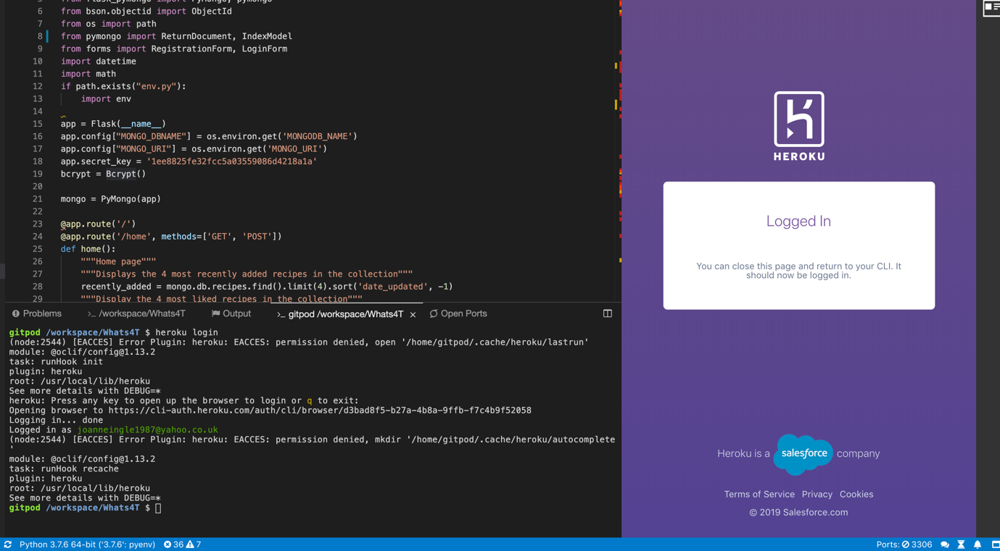 5 from flask_pymongo import PyMongo, pymongo
6 from bson.objectid import ObjectId
7 from os import path
8 from pymongo import ReturnDocument, IndexModel
9 from forms import RegistrationForm, LoginForm
10 import datetime
11 import math
12 if path.exists("env.py"):
13     import env
14
15 app = Flask(__name__)
16 app.config["MONGO_DBNAME"] = os.environ.get('MONGODB_NAME')
17 app.config["MONGO_URI"] = os.environ.get('MONGO_URI')
18 app.secret_key = '1ee8825fe32fcc5a03559086d4218a1a'
19 bcrypt = Bcrypt()
20
21 mongo = PyMongo(app)
22
23 @app.route('/')
24 @app.route('/home', methods=['GET', 'POST'])
25 def home():
26     """Home page"""
27     """Displays the 4 most recently added recipes in the collection"""
28     recently_added = mongo.db.recipes.find().limit(4).sort('date_updated', -1)
29     """Display the 4 most liked recipes in the collection"""
Problems >_ /workspace/Whats4T Output >_ gitpod /workspace/Whats4T × Open Ports
gitpod /workspace/Whats4T $ heroku login
(node:2544) [EACCES] Error Plugin: heroku: EACCES: permission denied, open '/home/gitpod/.cache/heroku/lastrun'
module: @oclif/config@1.13.2
task: runHook init
plugin: heroku
root: /usr/local/lib/heroku
See more details with DEBUG=*
heroku: Press any key to open up the browser to login or q to exit:
Opening browser to https://cli-auth.heroku.com/auth/cli/browser/d3bad8f5-b27a-4b8a-9ffb-f7c4b9f52058
Logging in... done
Logged in as joanneingle1987@yahoo.co.uk
(node:2544) [EACCES] Error Plugin: heroku: EACCES: permission denied, mkdir '/home/gitpod/.cache/heroku/autocomplete
'
module: @oclif/config@1.13.2
task: runHook recache
plugin: heroku
root: /usr/local/lib/heroku
See more details with DEBUG=*
gitpod /workspace/Whats4T $
Python 3.7.6 64-bit ('3.7.6': pyenv) 36 7 Ports: 3306
HEROKU
Logged In
You can close this page and return to your CLI. It
should now be logged in.
Heroku is a salesforce company
Terms of Service Privacy Cookies
© 2019 Salesforce.com